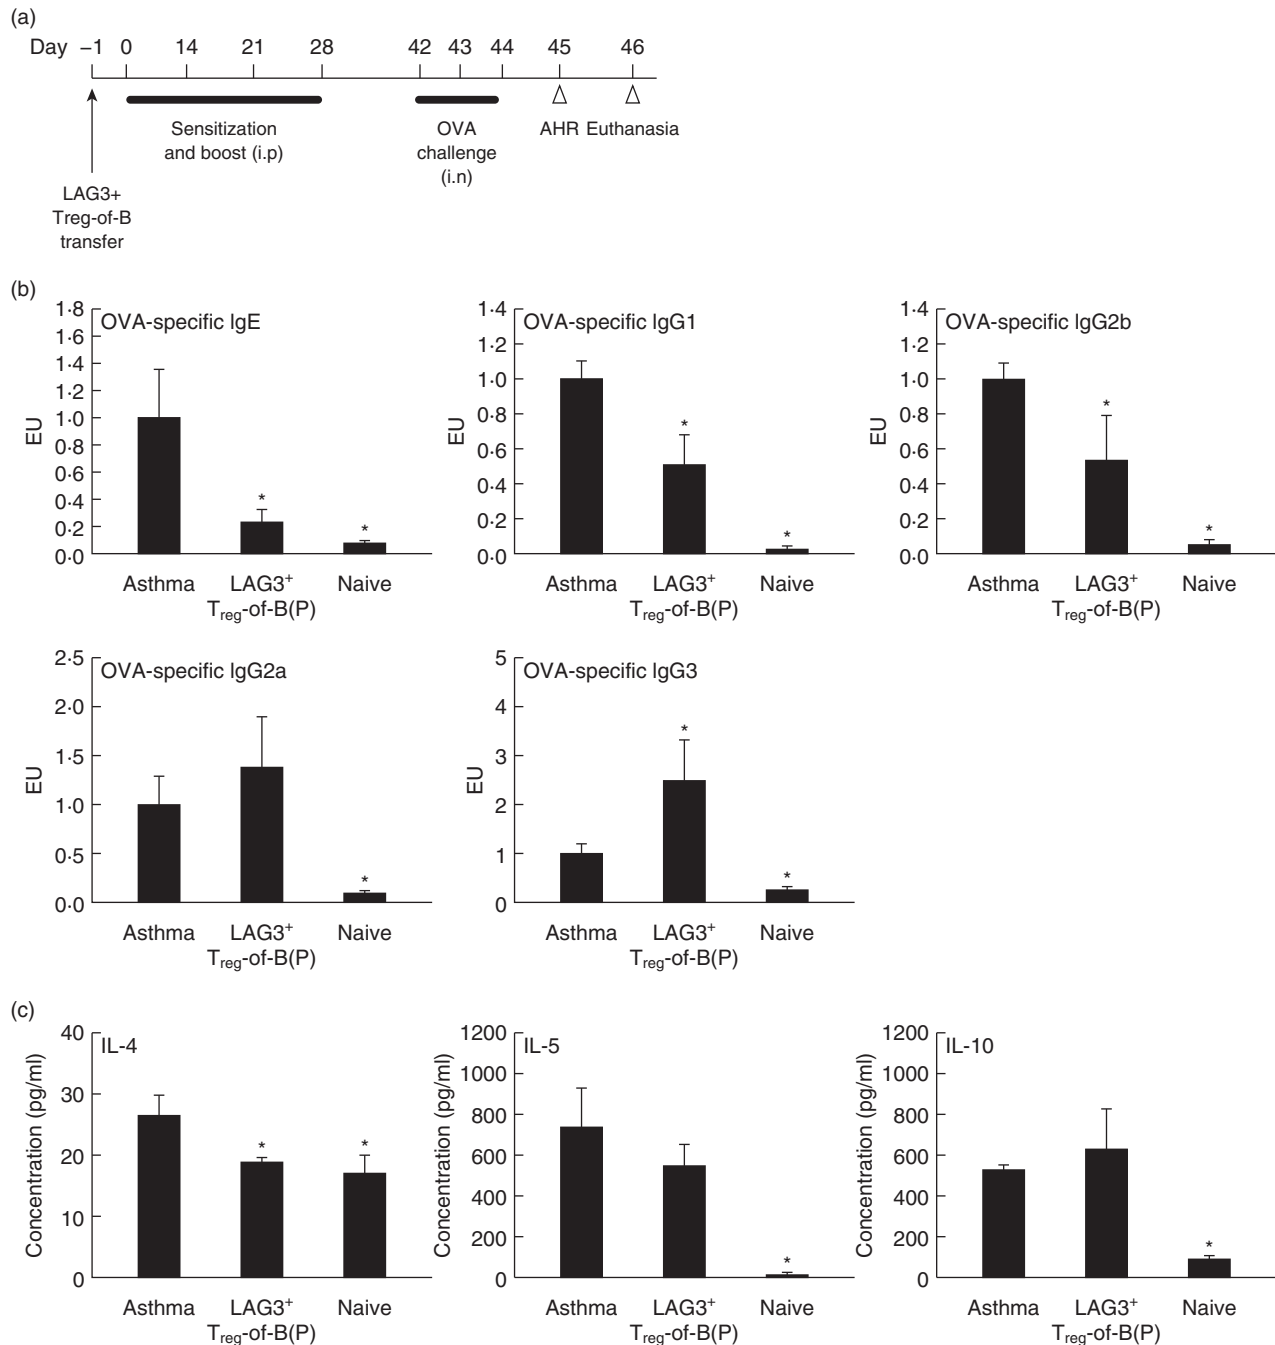 (a)
Day −1 0 14 21 28 42 43 44 45 46
Sensitization
and boost (i.p)
OVA
challenge
(i.n)
AHR Euthanasia
LAG3+
Treg-of-B
transfer
(b)
OVA-specific IgE
EU
1·8
1·6
1·4
1·2
1·0
0·8
0·6
0·4
0·2
0·0
*
*
Asthma LAG3+ Naive
Treg-of-B(P)
OVA-specific IgG1
EU
1·4
1·2
1·0
0·8
0·6
0·4
0·2
0·0
*
*
Asthma LAG3+ Naive
Treg-of-B(P)
OVA-specific IgG2b
EU
1·4
1·2
1·0
0·8
0·6
0·4
0·2
0·0
*
*
Asthma LAG3+ Naive
Treg-of-B(P)
OVA-specific IgG2a
EU
2·5
2·0
1·5
1·0
0·5
0·0
*
Asthma LAG3+ Naive
Treg-of-B(P)
OVA-specific IgG3
EU
5
4
3
2
1
0
*
*
Asthma LAG3+ Naive
Treg-of-B(P)
(c)
IL-4
Concentration (pg/ml)
40
30
20
10
0
*
*
Asthma LAG3+ Naive
Treg-of-B(P)
IL-5
Concentration (pg/ml)
1200
1000
800
600
400
200
0
*
Asthma LAG3+ Naive
Treg-of-B(P)
IL-10
Concentration (pg/ml)
1200
1000
800
600
400
200
0
*
Asthma LAG3+ Naive
Treg-of-B(P)